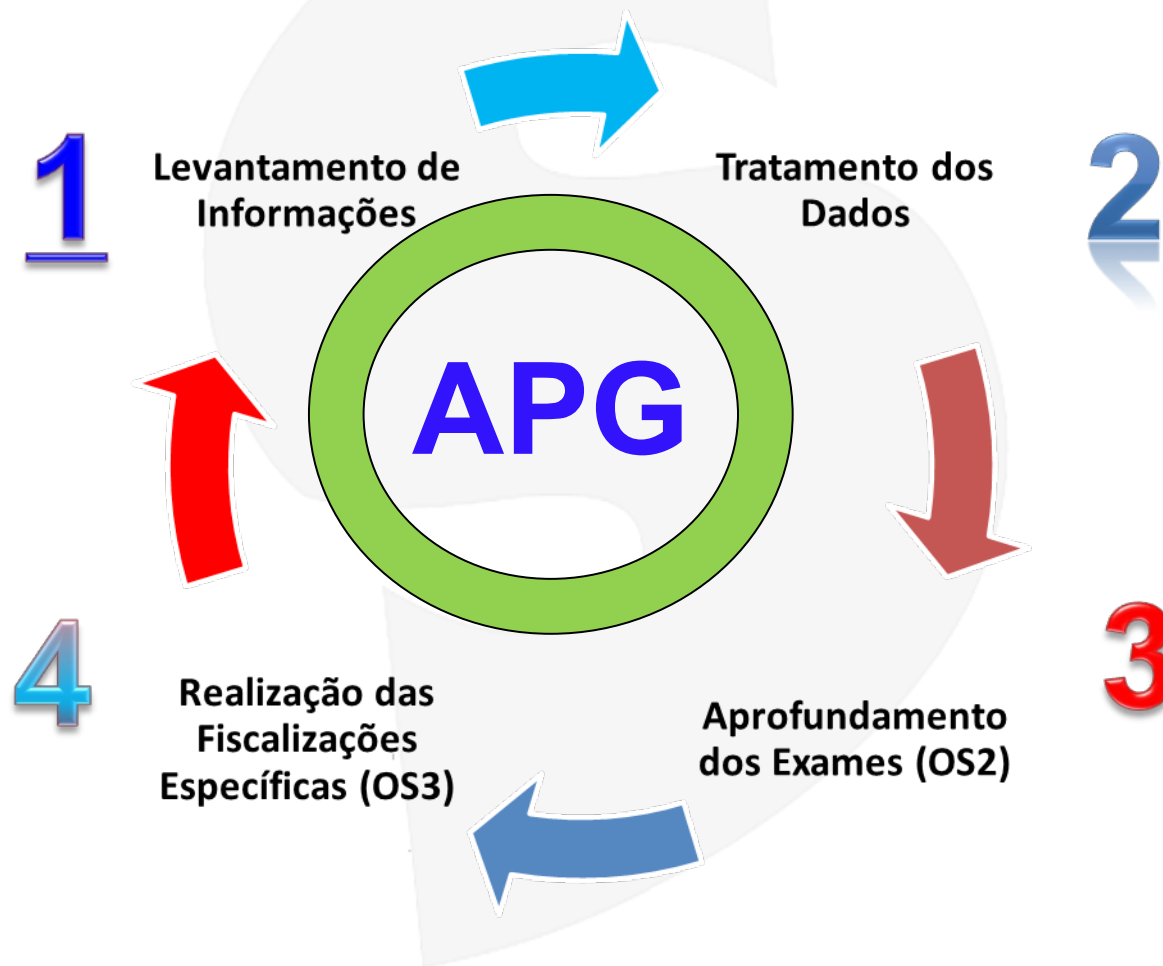 1
Levantamento de
Informações
Tratamento dos
Dados
2
APG
4
Realização das
Fiscalizações
Específicas (OS3)
Aprofundamento
dos Exames (OS2)
3